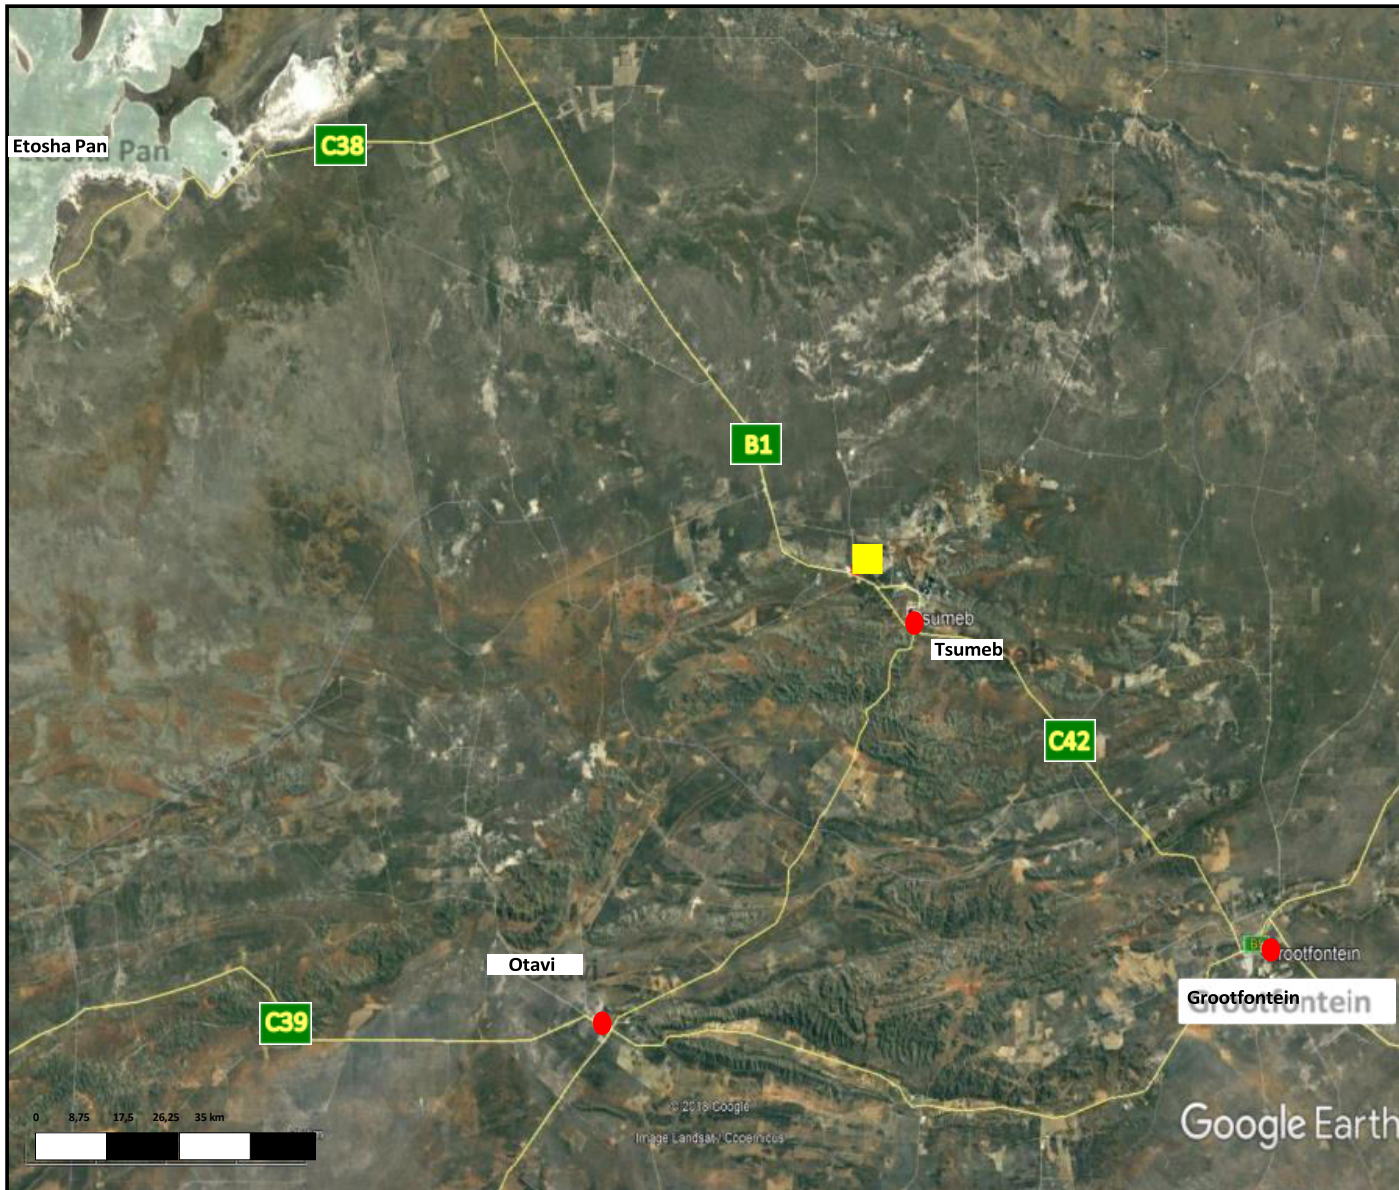 Etosha Pan
Pan
C38
B1
sumeb
Tsumeb
C42
Otavi
rootfontein
Grootfontein
Grootfontein
C39
0 8,75 17,5 26,25 35 km
© 2018 Google
Image Landsat / Copernicus
Google Earth